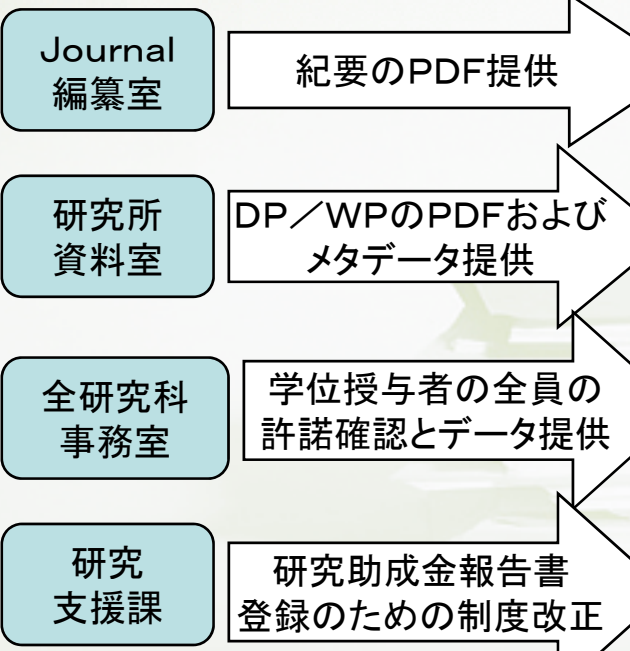 Journal
編纂室
紀要のPDF提供
研究所
資料室
DP／WPのPDFおよび
メタデータ提供
全研究科
事務室
学位授与者の全員の
許諾確認とデータ提供
研究
支援課
研究助成金報告書
登録のための制度改正